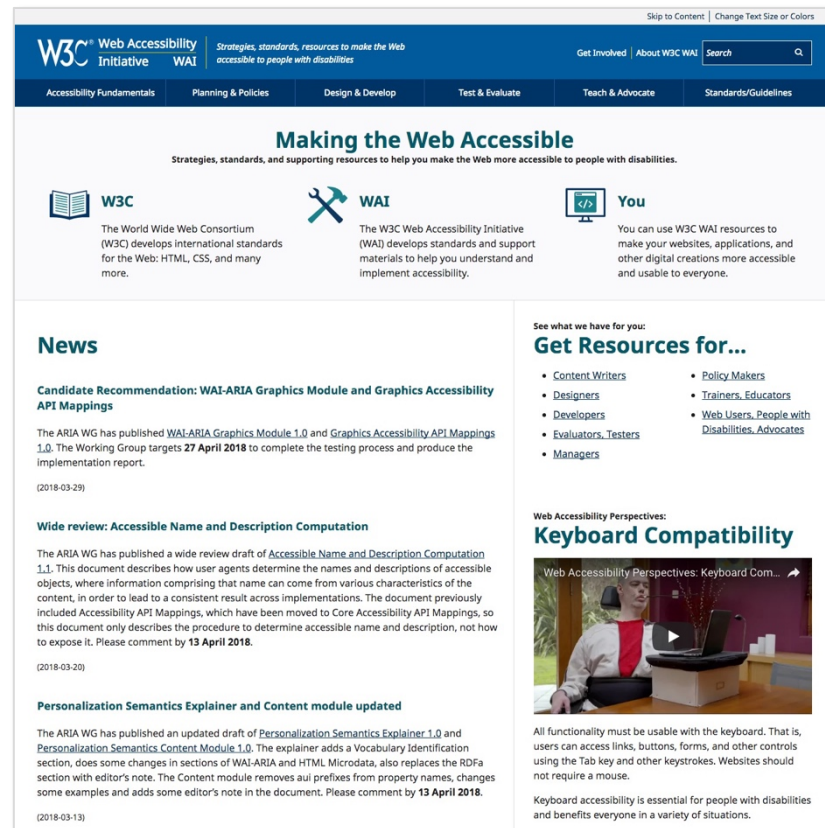 Skip to Content | Change Text Size or Colors
W3C® Web Accessibility
Initiative WAI
Strategies, standards, resources to make the Web
accessible to people with disabilities
Get Involved | About W3C WAI
Search
Accessibility Fundamentals
Planning & Policies
Design & Develop
Test & Evaluate
Teach & Advocate
Standards/Guidelines
Making the Web Accessible
Strategies, standards, and supporting resources to help you make the Web more accessible to people with disabilities.
W3C
The World Wide Web Consortium
(W3C) develops international standards
for the Web: HTML, CSS, and many
more.
WAI
The W3C Web Accessibility Initiative
(WAI) develops standards and support
materials to help you understand and
implement accessibility.
</>
You
You can use W3C WAI resources to
make your websites, applications, and
other digital creations more accessible
and usable to everyone.
News
Candidate Recommendation: WAI-ARIA Graphics Module and Graphics Accessibility
API Mappings
The ARIA WG has published WAI-ARIA Graphics Module 1.0 and Graphics Accessibility API Mappings
1.0. The Working Group targets 27 April 2018 to complete the testing process and produce the
implementation report.
(2018-03-29)
Wide review: Accessible Name and Description Computation
The ARIA WG has published a wide review draft of Accessible Name and Description Computation
1.1. This document describes how user agents determine the names and descriptions of accessible
objects, where information comprising that name can come from various characteristics of the
content, in order to lead to a consistent result across implementations. The document previously
included Accessibility API Mappings, which have been moved to Core Accessibility API Mappings, so
this document only describes the procedure to determine accessible name and description, not how
to expose it. Please comment by 13 April 2018.
(2018-03-20)
Personalization Semantics Explainer and Content module updated
The ARIA WG has published an updated draft of Personalization Semantics Explainer 1.0 and
Personalization Semantics Content Module 1.0. The explainer adds a Vocabulary Identification
section, does some changes in sections of WAI-ARIA and HTML Microdata, also replaces the RDFa
section with editor's note. The Content module removes aui prefixes from property names, changes
some examples and adds some editor's note in the document. Please comment by 13 April 2018.
(2018-03-13)
See what we have for you:
Get Resources for...
• Content Writers
• Designers
• Developers
• Evaluators, Testers
• Managers
• Policy Makers
• Trainers, Educators
• Web Users, People with
Disabilities, Advocates
Web Accessibility Perspectives:
Keyboard Compatibility
Web Accessibility Perspectives: Keyboard Com...
All functionality must be usable with the keyboard. That is,
users can access links, buttons, forms, and other controls
using the Tab key and other keystrokes. Websites should
not require a mouse.
Keyboard accessibility is essential for people with disabilities
and benefits everyone in a variety of situations.